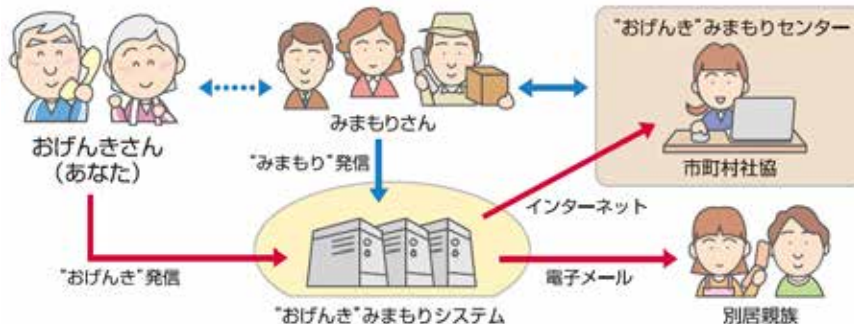 "おげんき"みまもりセンター
おげんきさん
(あなた)
みまもりさん
市町村社協
"みまもり"発信
インターネット
"おげんき"発信
電子メール
"おげんき"みまもりシステム
別居親族